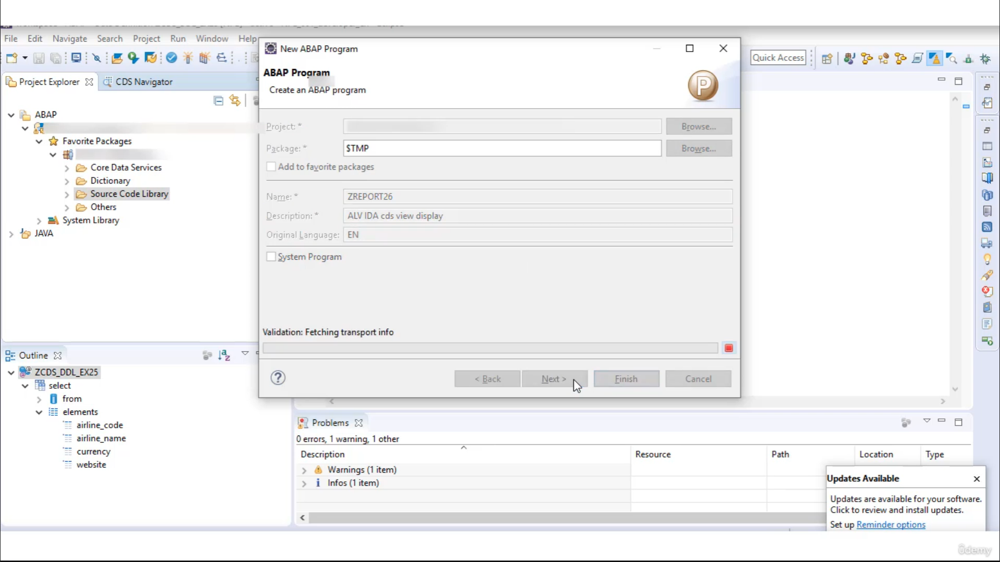 File Edit Navigate Search Project Run Window Help
Quick Access
New ABAP Program
ABAP Program
Create an ABAP program
P
Project: *
Browse...
Package: *
$TMP
Browse...
Add to favorite packages
Name: *
ZREPORT26
Description: *
ALV IDA cds view display
Original Language:
EN
System Program
Validation: Fetching transport info
< Back
Next >
Finish
Cancel
Project Explorer
CDS Navigator
ABAP
Favorite Packages
Core Data Services
Dictionary
Source Code Library
Others
System Library
JAVA
Outline
ZCDS_DDL_EX25
select
from
elements
airline_code
airline_name
currency
website
Problems
0 errors, 1 warning, 1 other
Description Resource Path Location Type
Warnings (1 item)
Infos (1 item)
Updates Available
Updates are available for your software.
Click to review and install updates.
Set up Reminder options
ûdemy